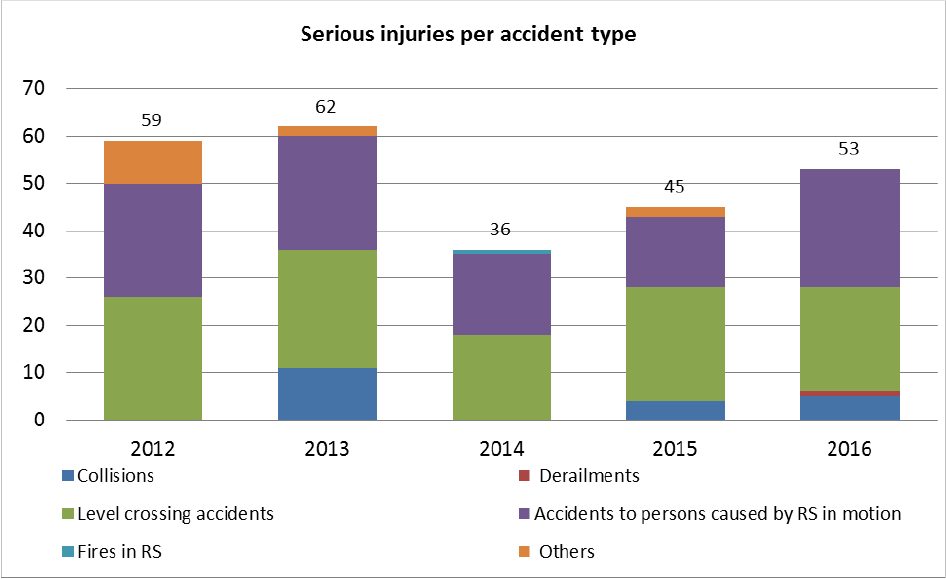 Serious injuries per accident type
70
60
50
40
30
20
10
0
59
62
36
45
53
2012 2013 2014 2015 2016
Collisions Derailments
Level crossing accidents Accidents to persons caused by RS in motion
Fires in RS Others